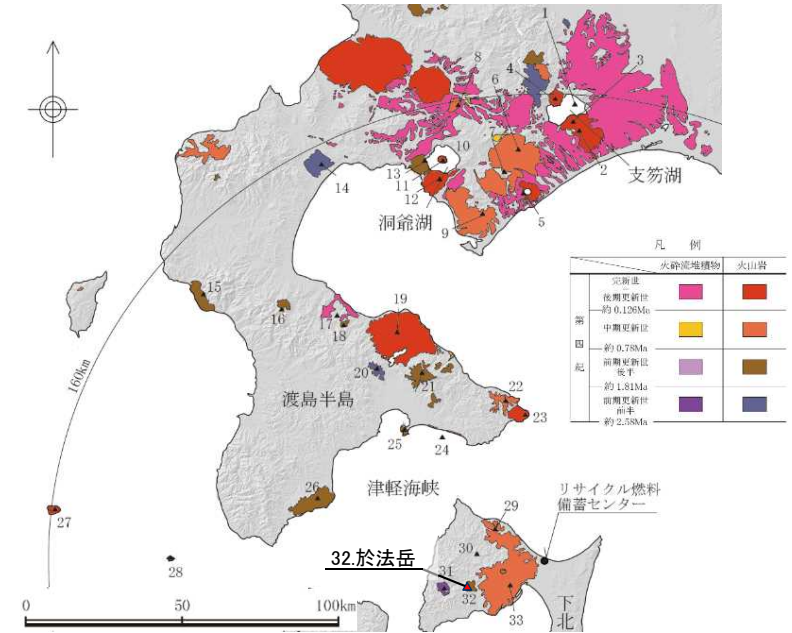 1
8
4
3
6
7
10
13
11
12
14
2
支笏湖
洞爺湖
5
9
凡 例
火砕流堆積物 火山岩
第四紀
完新世
~
後期更新世
約0.126Ma
中期更新世
約0.78Ma
前期更新世
後半
約1.81Ma
前期更新世
前半
約2.58Ma
15
16
17
18
19
20
21
22
23
160km
渡島半島
24
25
津軽海峡
26
27
28
リサイクル燃料
備蓄センター
29
30
32.於法岳
31
32
33
下北
0 50 100km